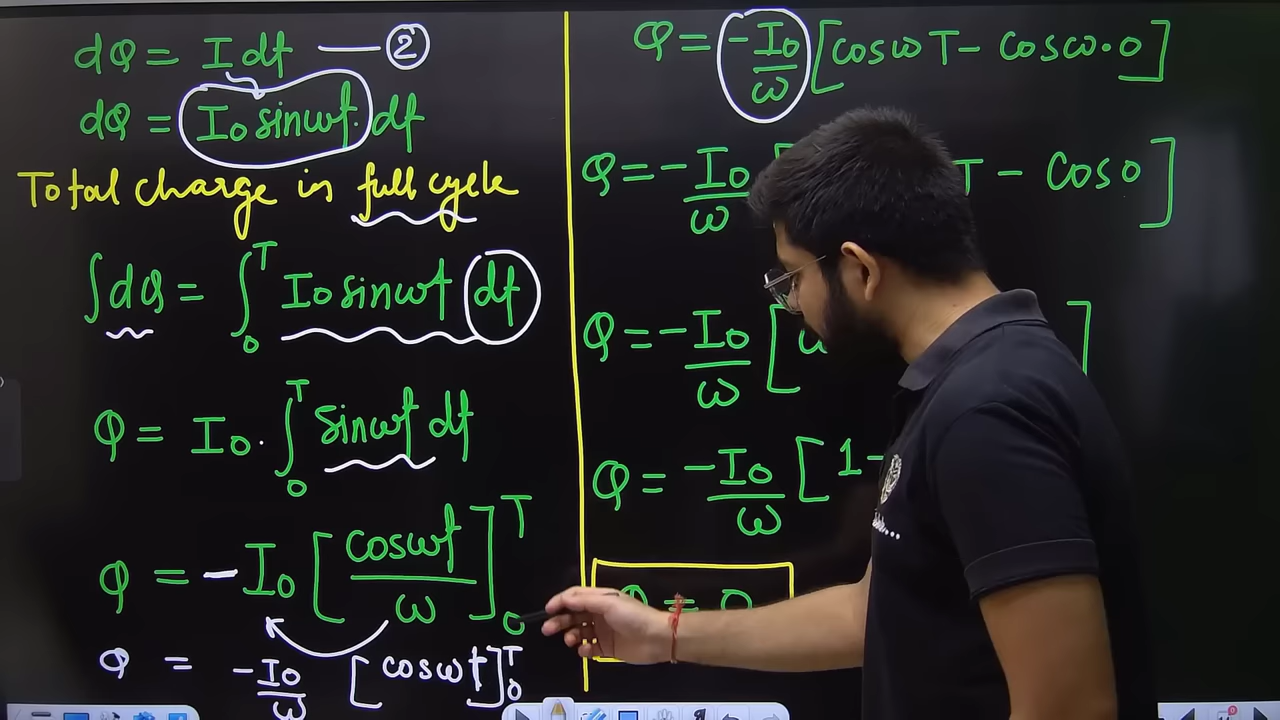 dQ = I dt —— ②
dQ = I₀ sinωt. dt
Total charge in full cycle
∫dQ = ∫₀ᵀ I₀ sinωt dt
Q = I₀ . ∫₀ᵀ sinωt dt
Q = -I₀ [cosωt/ω]₀ᵀ
Q = -I₀/ω [cosωt]₀ᵀ
Q = -I₀/ω [cosωT - cosω·0]
Q = -I₀/ω [ T - cos0]
Q = -I₀/ω [ ]
Q = -I₀/ω [1-
Q = 0